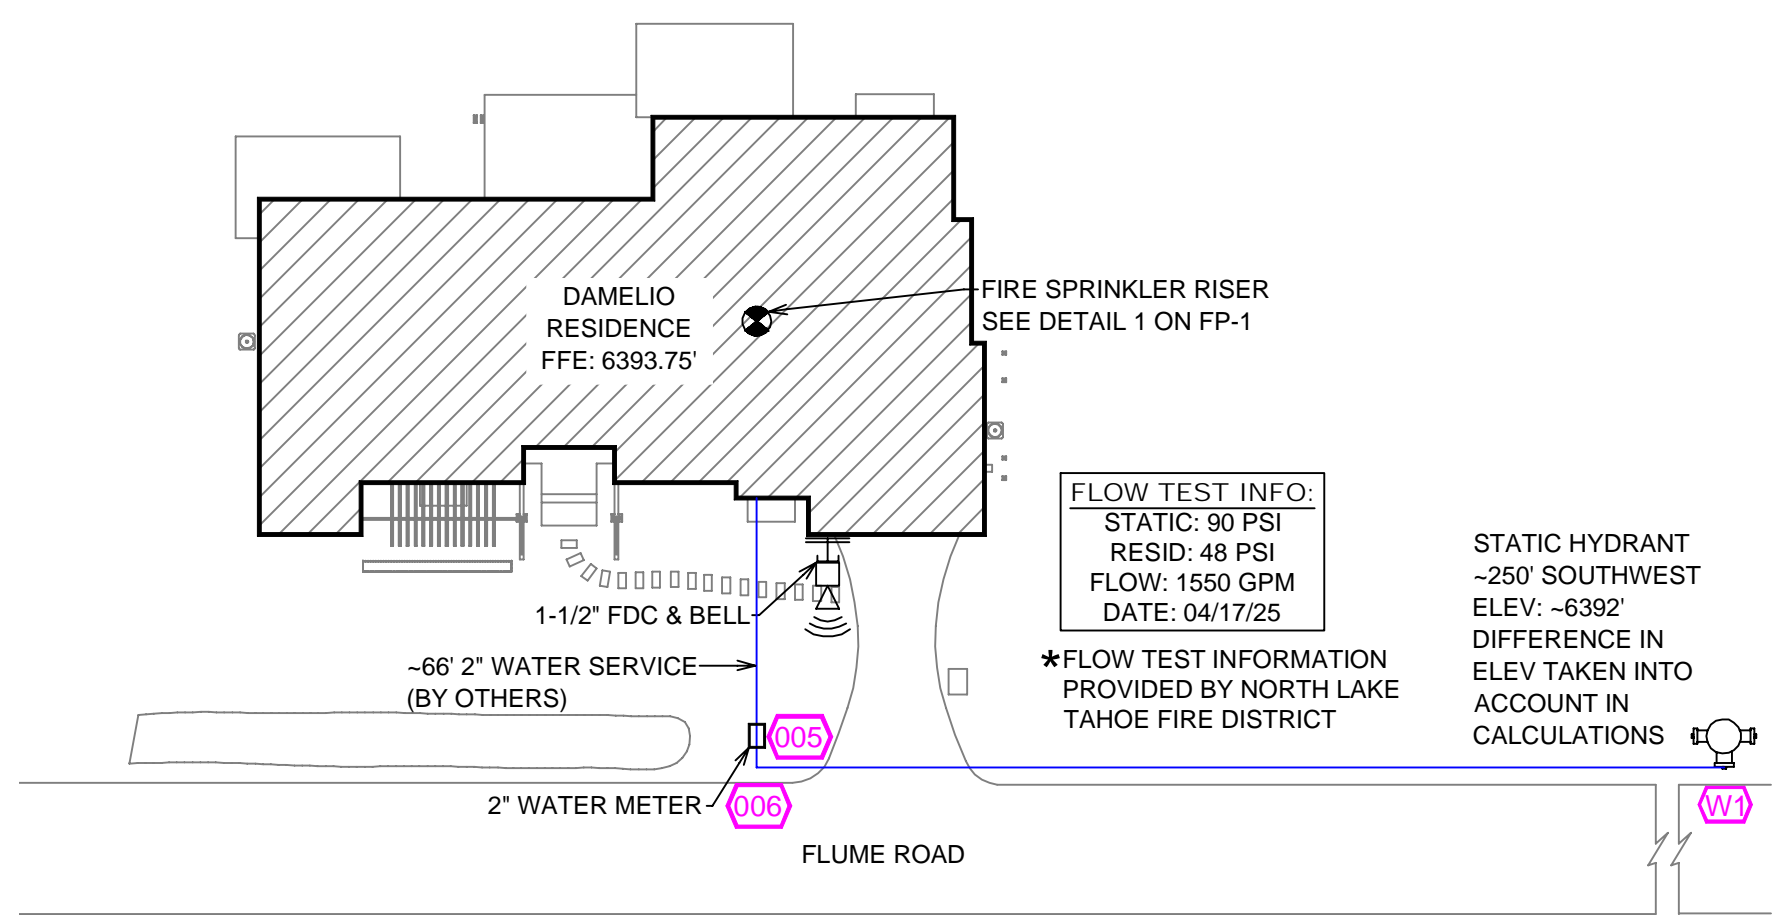 DAMELIO
RESIDENCE
FFE: 6393.75'
FIRE SPRINKLER RISER
SEE DETAIL 1 ON FP-1
FLOW TEST INFO:
STATIC: 90 PSI
RESID: 48 PSI
FLOW: 1550 GPM
DATE: 04/17/25
*FLOW TEST INFORMATION
PROVIDED BY NORTH LAKE
TAHOE FIRE DISTRICT
STATIC HYDRANT
~250' SOUTHWEST
ELEV: ~6392'
DIFFERENCE IN
ELEV TAKEN INTO
ACCOUNT IN
CALCULATIONS
1-1/2" FDC & BELL
~66' 2" WATER SERVICE
(BY OTHERS)
005
2" WATER METER
006
W1
FLUME ROAD